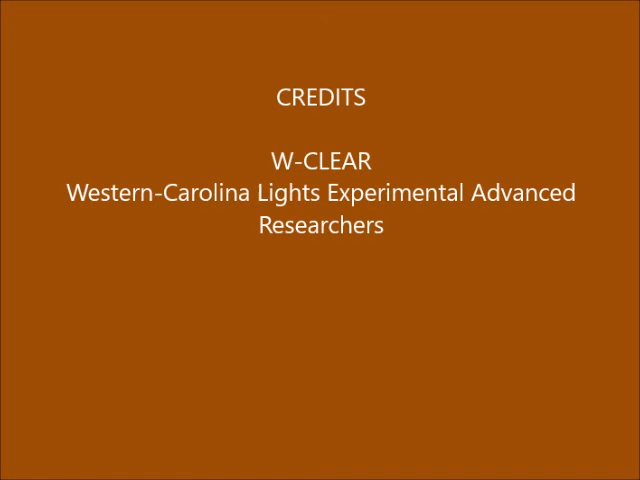 CREDITS
W-CLEAR
Western-Carolina Lights Experimental Advanced
Researchers